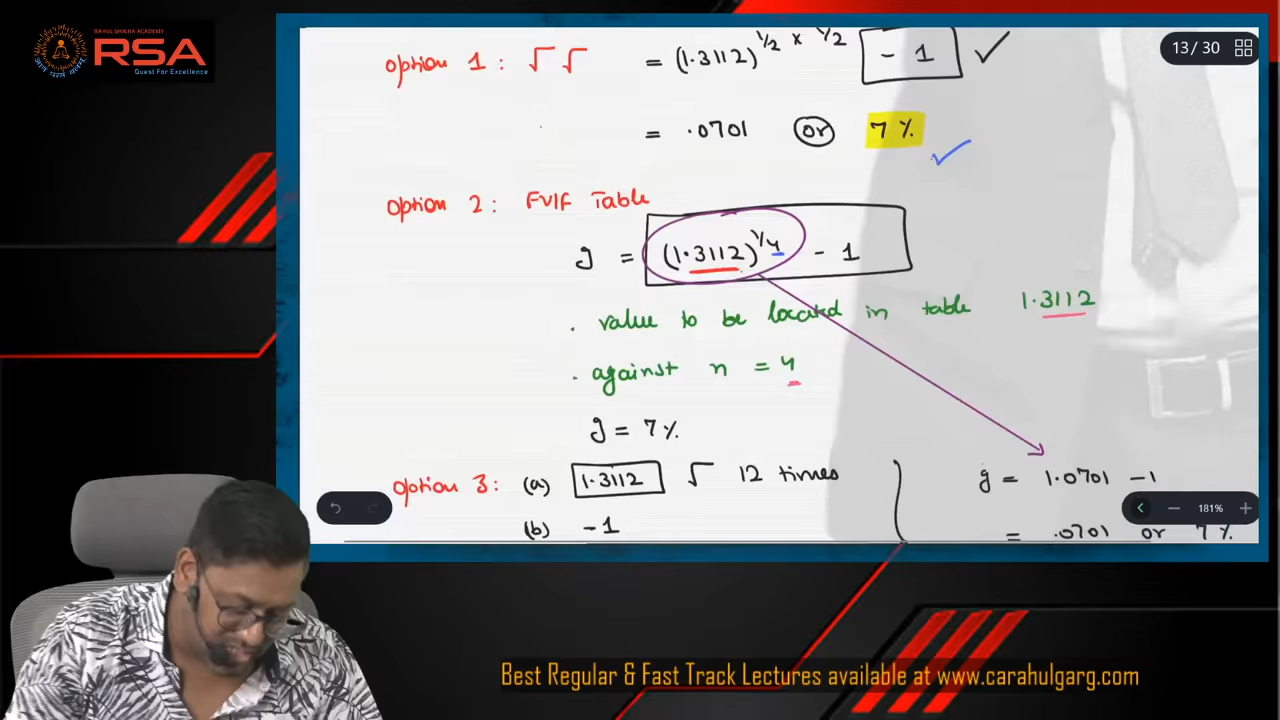 RAHUL SHIKHA ACADEMY
RSA
Quest For Excellence
13 / 30
option 1 : √ √ = (1.3112)^1/2 × 1/2 - 1 ✓
= .0701 or 7 %
option 2 : FVIF Table
g = (1.3112)^1/4 - 1
. value to be located in table 1.3112
. against n = 4
g = 7%
option 3 : (a) 1.3112 √ 12 times
(b) -1
g = 1.0701 -1
= .0701 or 7 %
181%
Best Regular & Fast Track Lectures available at www.carahulgarg.com